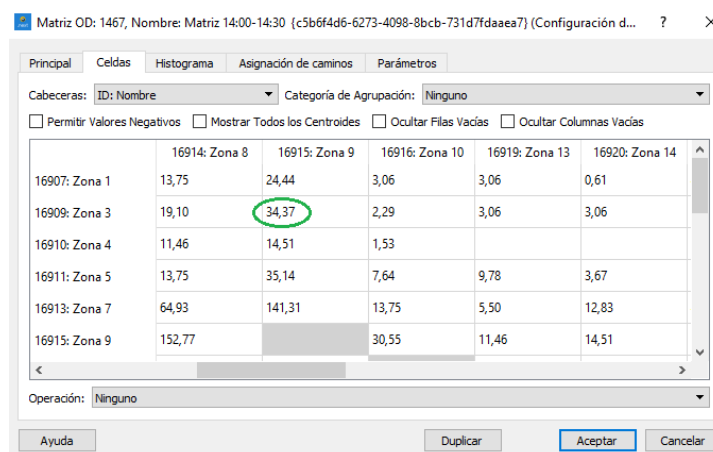 Matriz OD: 1467, Nombre: Matriz 14:00-14:30 {c5b6f4d6-6273-4098-8bcb-731d7fdaaea7} (Configuración d... ?
Principal Celdas Histograma Asignación de caminos Parámetros
Cabeceras: ID: Nombre Categoría de Agrupación: Ninguno
Permitir Valores Negativos Mostrar Todos los Centroides Ocultar Filas Vacías Ocultar Columnas Vacías
16914: Zona 8 16915: Zona 9 16916: Zona 10 16919: Zona 13 16920: Zona 14
16907: Zona 1 13,75 24,44 3,06 3,06 0,61
16909: Zona 3 19,10 34,37 2,29 3,06 3,06
16910: Zona 4 11,46 14,51 1,53
16911: Zona 5 13,75 35,14 7,64 9,78 3,67
16913: Zona 7 64,93 141,31 13,75 5,50 12,83
16915: Zona 9 152,77 30,55 11,46 14,51
Operación: Ninguno
Ayuda Duplicar Aceptar Cancelar